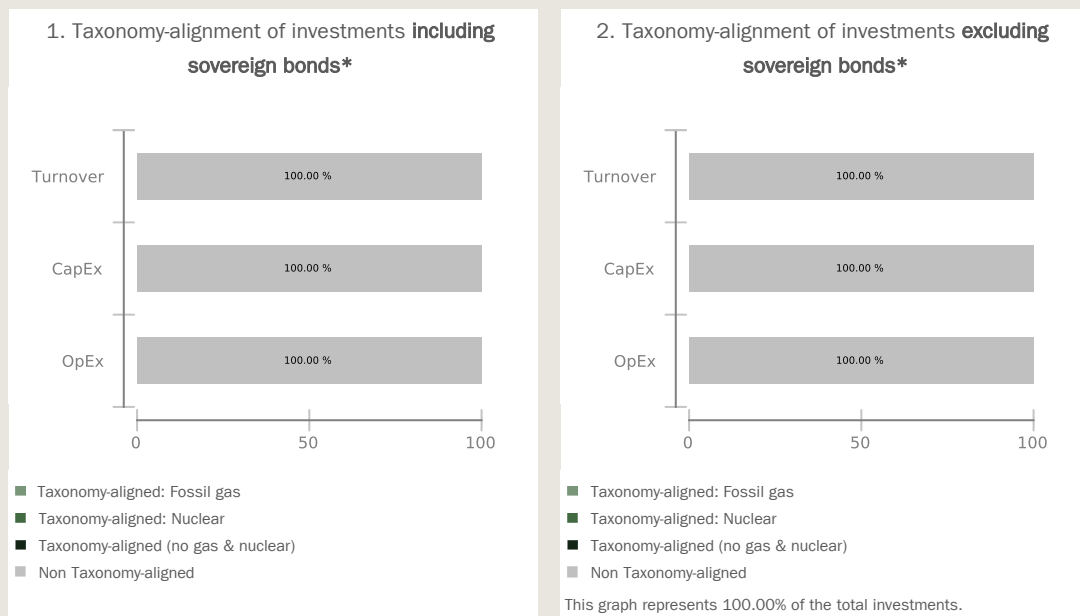 1. Taxonomy-alignment of investments including
sovereign bonds*
Turnover
100.00 %
CapEx
100.00 %
OpEx
100.00 %
0 50 100
Taxonomy-aligned: Fossil gas
Taxonomy-aligned: Nuclear
Taxonomy-aligned (no gas & nuclear)
Non Taxonomy-aligned
2. Taxonomy-alignment of investments excluding
sovereign bonds*
Turnover
100.00 %
CapEx
100.00 %
OpEx
100.00 %
0 50 100
Taxonomy-aligned: Fossil gas
Taxonomy-aligned: Nuclear
Taxonomy-aligned (no gas & nuclear)
Non Taxonomy-aligned
This graph represents 100.00% of the total investments.